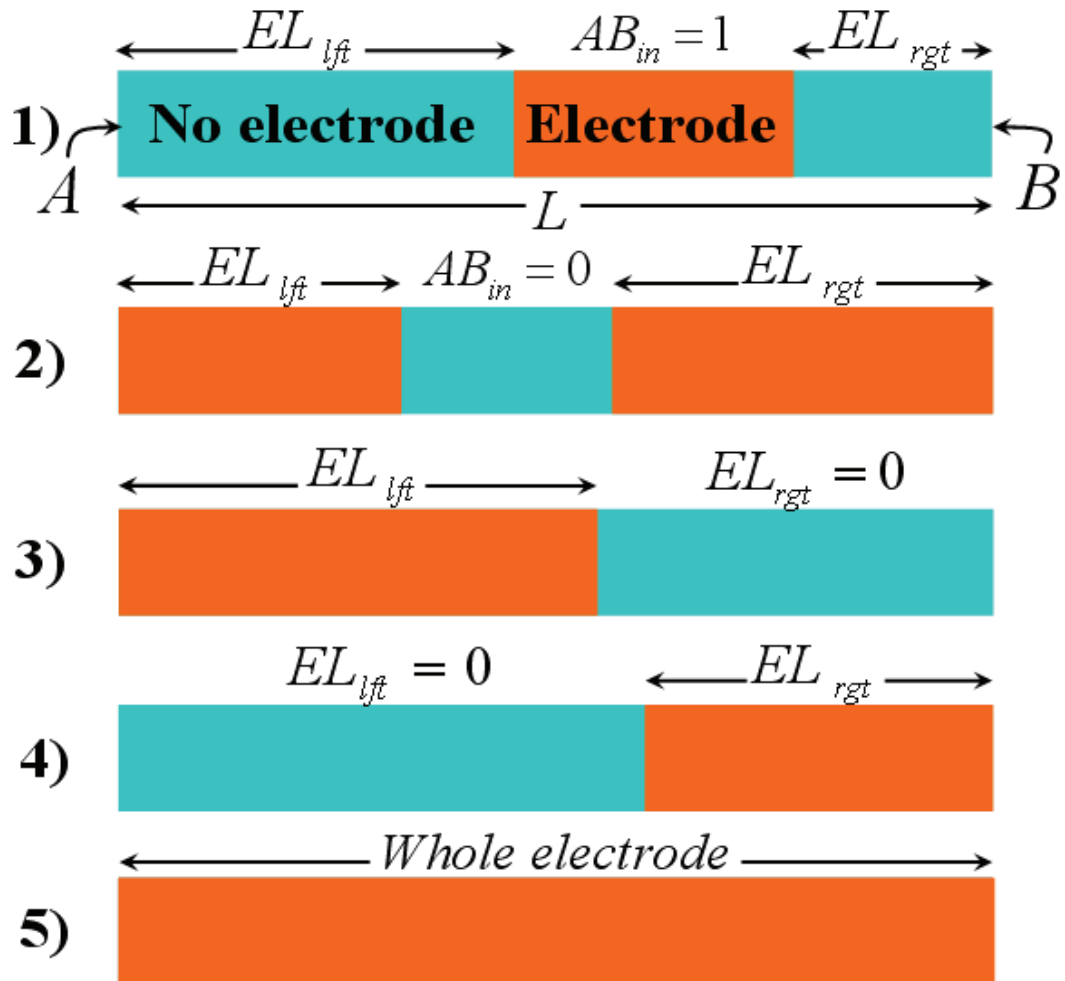 EL lft AB in = 1 EL rgt
1) No electrode Electrode
A L B
EL lft AB in = 0 EL rgt
2)
EL lft EL rgt = 0
3)
EL lft = 0 EL rgt
4)
Whole electrode
5)